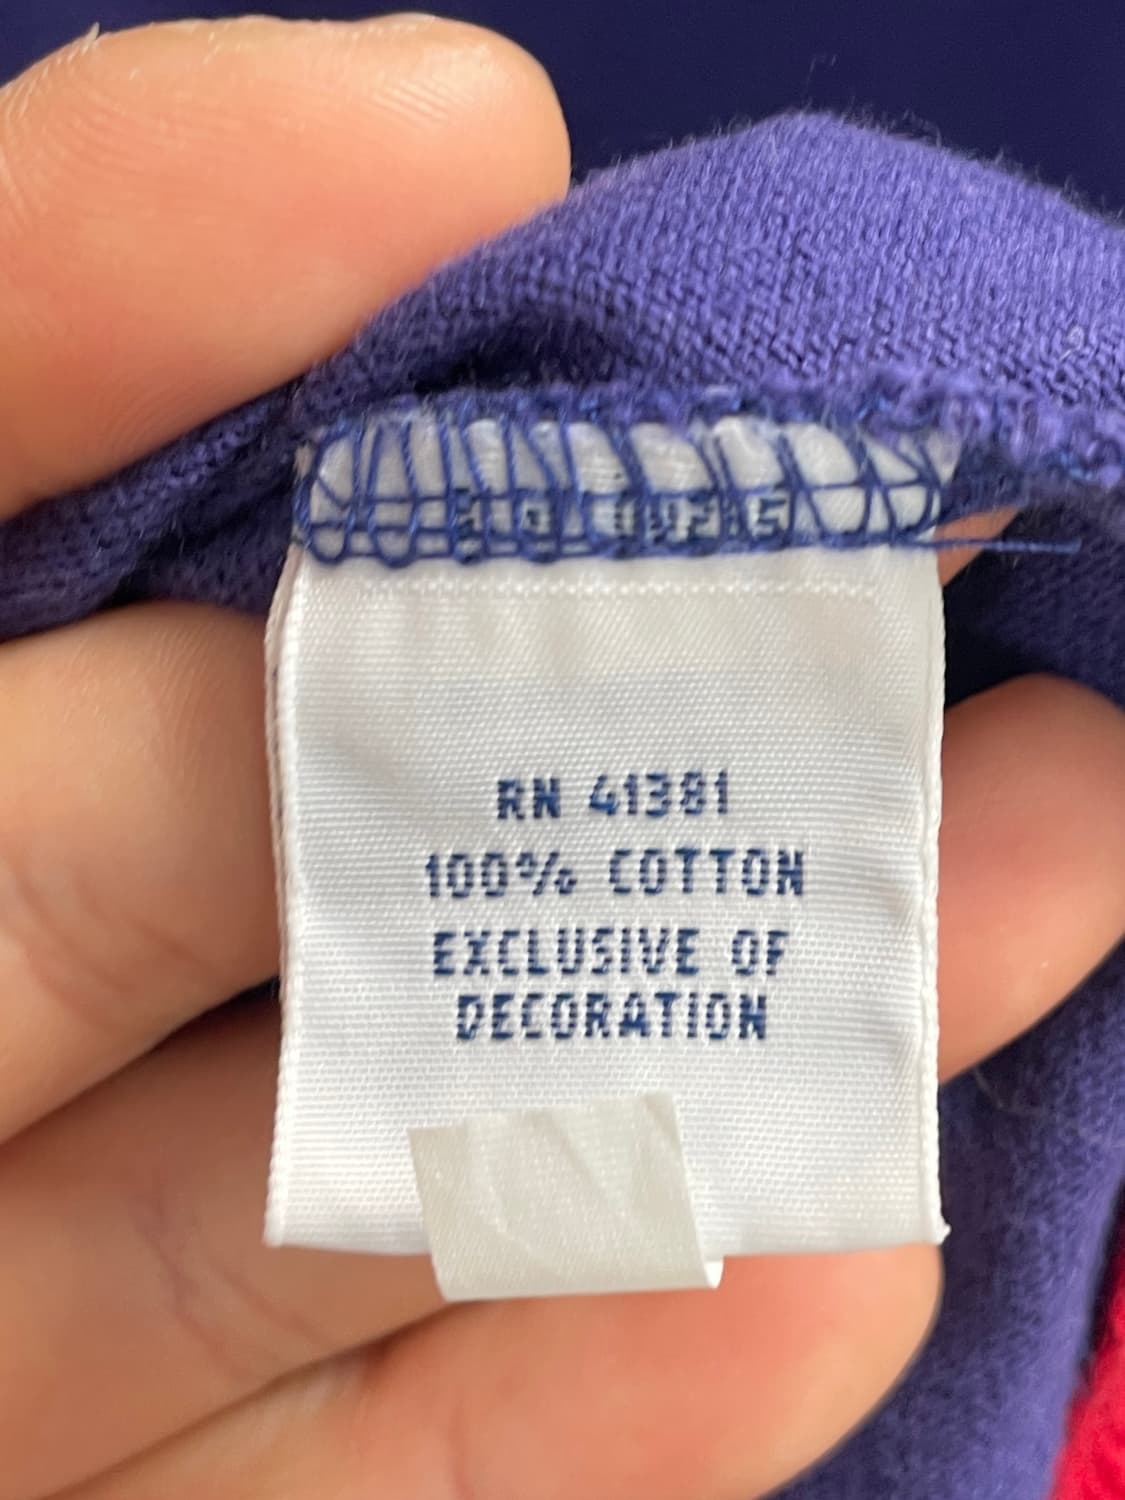 RN 41381
100% COTTON
EXCLUSIVE OF
DECORATION